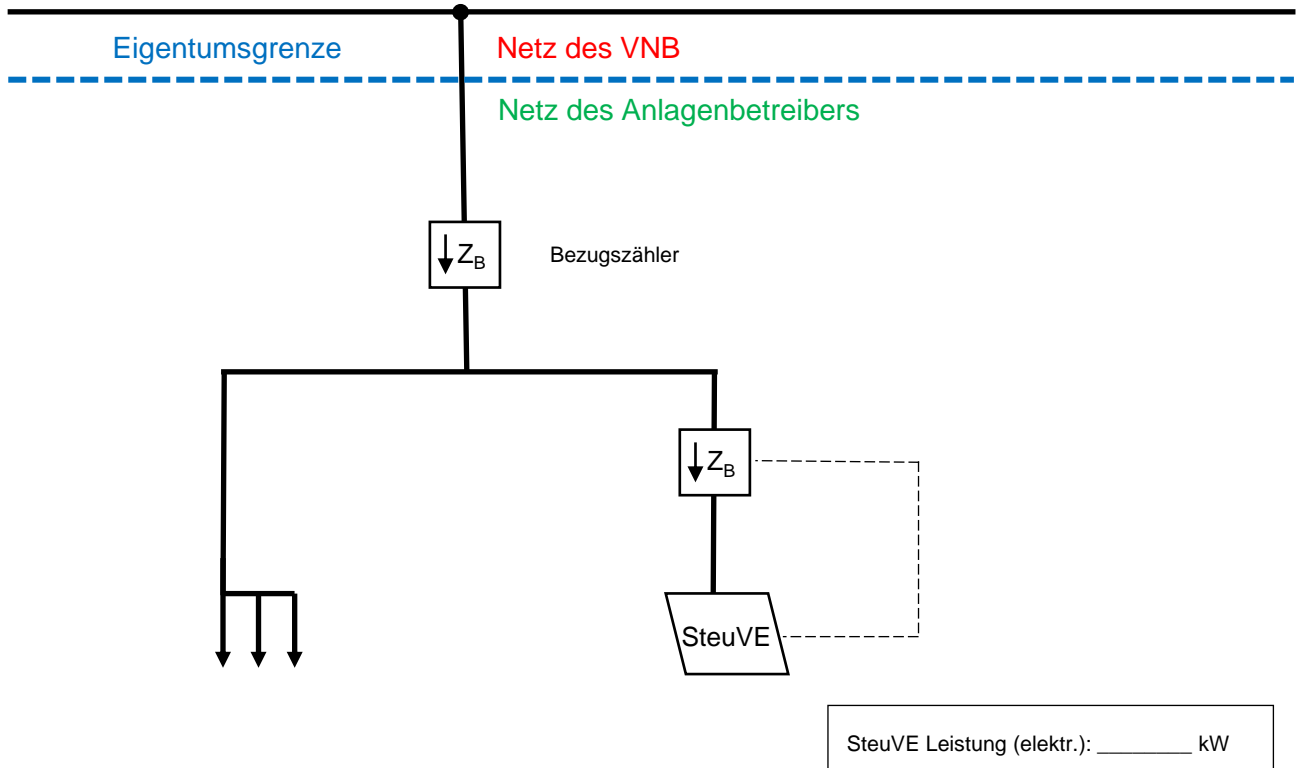 Eigentumsgrenze
Netz des VNB
Netz des Anlagenbetreibers
Z_B
Bezugszähler
Z_B
SteuVE
SteuVE Leistung (elektr.): ________ kW